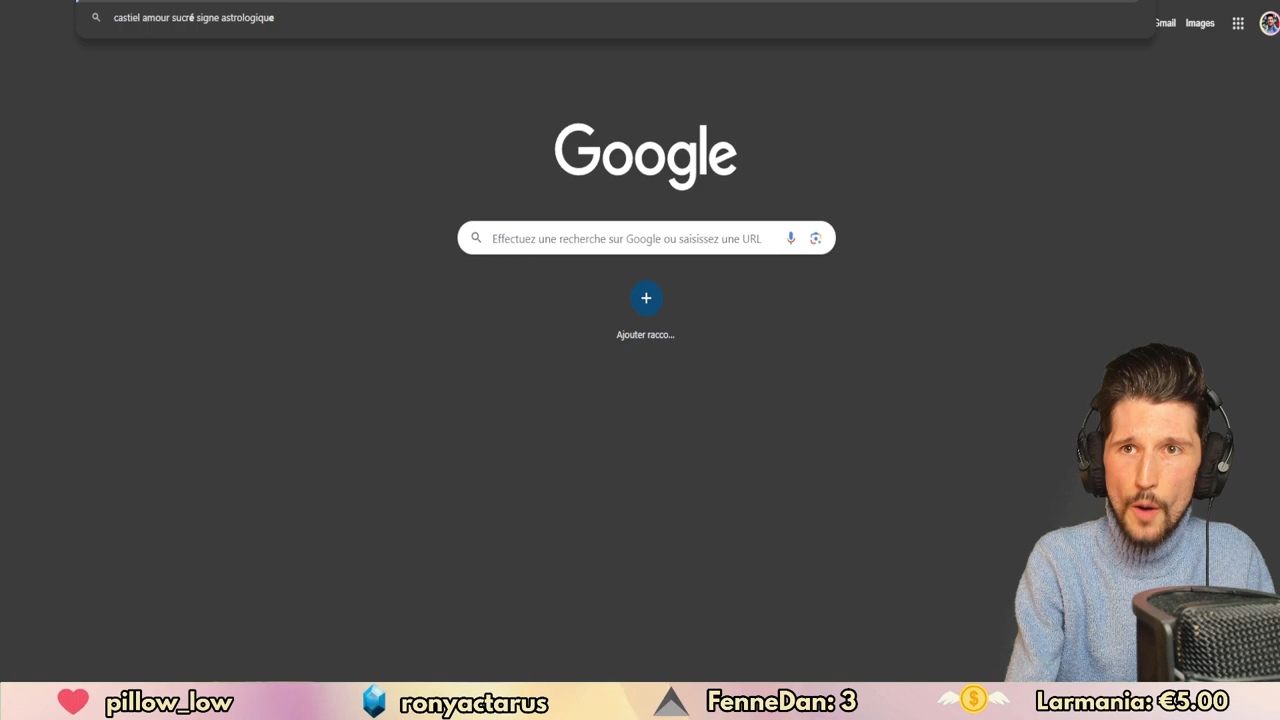 castiel amour sucré signe astrologique
Gmail Images
Google
Effectuez une recherche sur Google ou saisissez une URL
Ajouter racco...
pillow_low
ronyactarus
FenneDan: 3
Larmania: €5.00